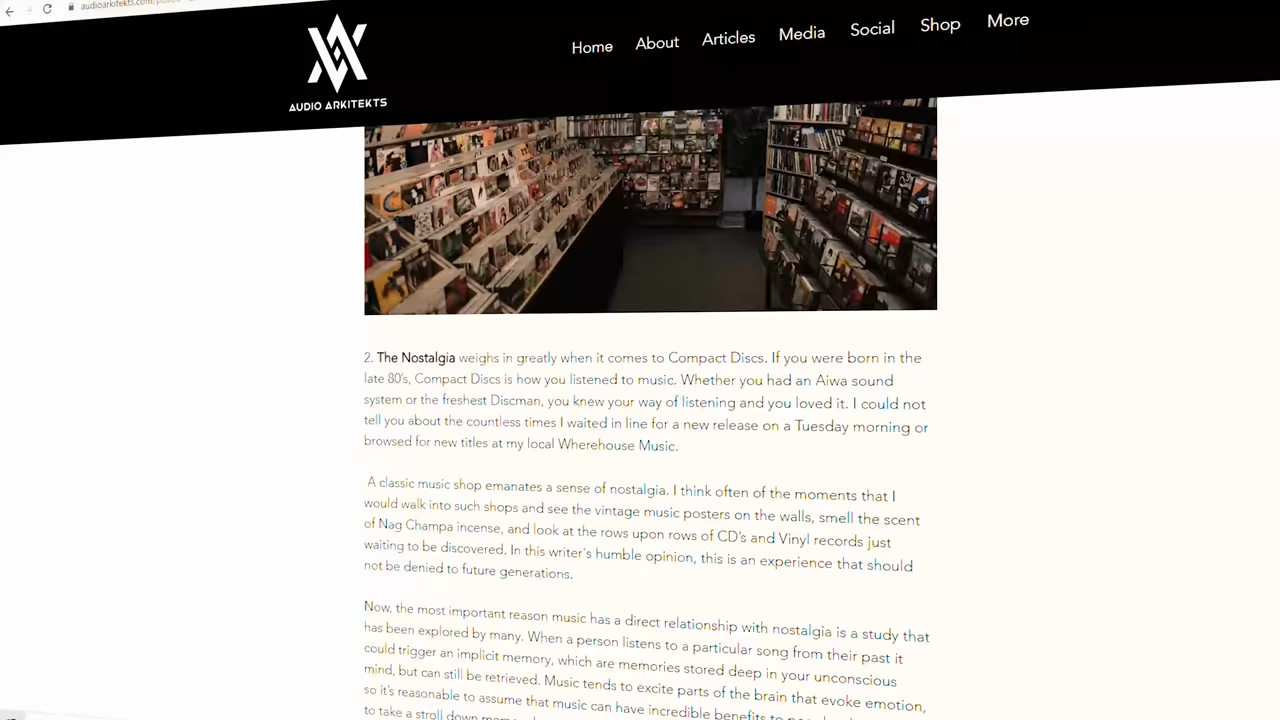 audioarkitekts.com/post/
AUDIO ARKITEKTS
Home About Articles Media Social Shop More
2. The Nostalgia weighs in greatly when it comes to Compact Discs. If you were born in the
late 80's, Compact Discs is how you listened to music. Whether you had an Aiwa sound
system or the freshest Discman, you knew your way of listening and you loved it. I could not
tell you about the countless times I waited in line for a new release on a Tuesday morning or
browsed for new titles at my local Wherehouse Music.
A classic music shop emanates a sense of nostalgia. I think often of the moments that I
would walk into such shops and see the vintage music posters on the walls, smell the scent
of Nag Champa incense, and look at the rows upon rows of CD's and Vinyl records just
waiting to be discovered. In this writer's humble opinion, this is an experience that should
not be denied to future generations.
Now, the most important reason music has a direct relationship with nostalgia is a study that
has been explored by many. When a person listens to a particular song from their past it
could trigger an implicit memory, which are memories stored deep in your unconscious
mind, but can still be retrieved. Music tends to excite parts of the brain that evoke emotion,
so it's reasonable to assume that music can have incredible benefits to
to take a stroll down